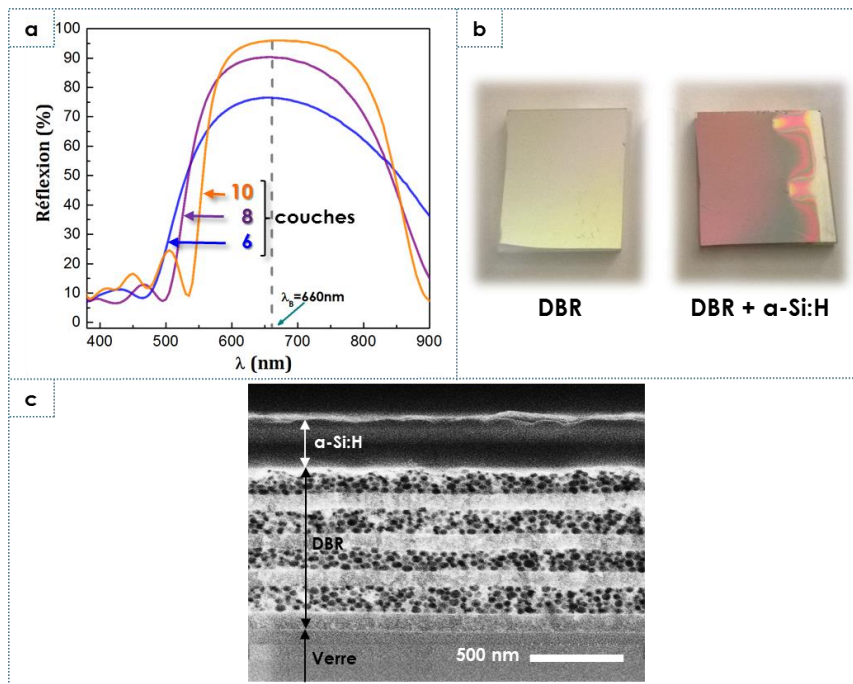 a
100
90
80
70
60
50
40
30
20
10
0
Réflexion (%)
10
8
6
couches
λB=660nm
400
500
600
700
800
900
λ (nm)
b
DBR
DBR + a-Si:H
c
a-Si:H
DBR
Verre
500 nm